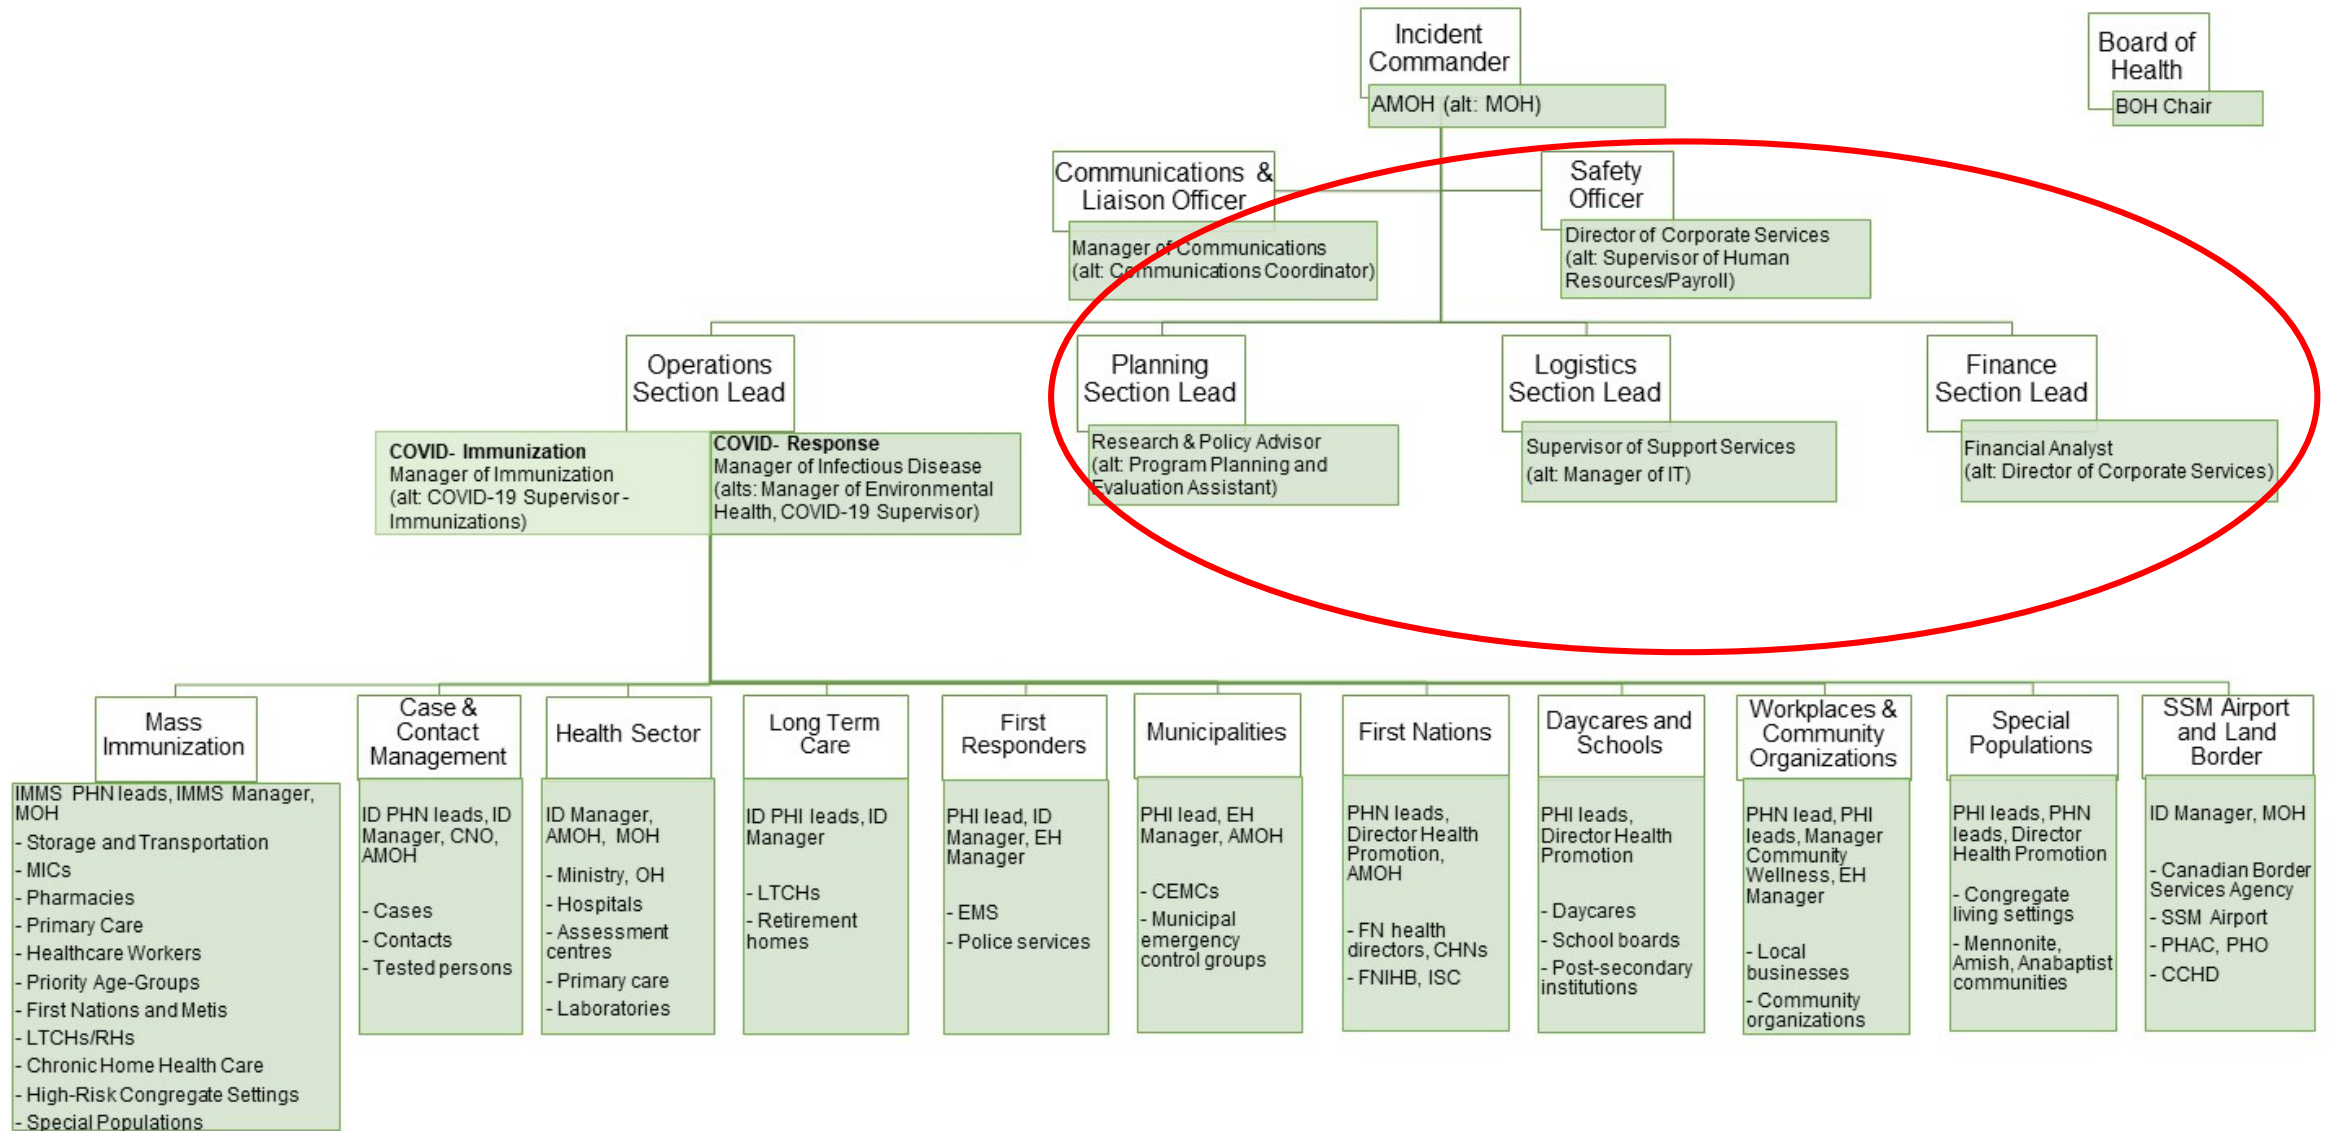 Incident
Commander
AMOH (alt: MOH)
Board of
Health
BOH Chair
Communications &
Liaison Officer
Manager of Communications
(alt: Communications Coordinator)
Safety
Officer
Director of Corporate Services
(alt: Supervisor of Human
Resources/Payroll)
Operations
Section Lead
COVID- Immunization
Manager of Immunization
(alt: COVID-19 Supervisor -
Immunizations)
COVID- Response
Manager of Infectious Disease
(alts: Manager of Environmental
Health, COVID-19 Supervisor)
Planning
Section Lead
Research & Policy Advisor
(alt: Program Planning and
Evaluation Assistant)
Logistics
Section Lead
Supervisor of Support Services
(alt: Manager of IT)
Finance
Section Lead
Financial Analyst
(alt: Director of Corporate Services)
Mass
Immunization
IMMS PHN leads, IMMS Manager,
MOH
- Storage and Transportation
- MICs
- Pharmacies
- Primary Care
- Healthcare Workers
- Priority Age-Groups
- First Nations and Metis
- LTCHs/RHs
- Chronic Home Health Care
- High-Risk Congregate Settings
- Special Populations
Case &
Contact
Management
ID PHN leads, ID
Manager, CNO,
AMOH
- Cases
- Contacts
- Tested persons
Health Sector
ID Manager,
AMOH, MOH
- Ministry, OH
- Hospitals
- Assessment
centres
- Primary care
- Laboratories
Long Term
Care
ID PHI leads, ID
Manager
- LTCHs
- Retirement
homes
First
Responders
PHI lead, ID
Manager, EH
Manager
- EMS
- Police services
Municipalities
PHI lead, EH
Manager, AMOH
- CEMCs
- Municipal
emergency
control groups
First Nations
PHN leads,
Director Health
Promotion,
AMOH
- FN health
directors, CHNs
- FNIHB, ISC
Daycares and
Schools
PHI leads,
Director Health
Promotion
- Daycares
- School boards
- Post-secondary
institutions
Workplaces &
Community
Organizations
PHN lead, PHI
leads, Manager
Community
Wellness, EH
Manager
- Local
businesses
- Community
organizations
Special
Populations
PHI leads, PHN
leads, Director
Health Promotion
- Congregate
living settings
- Mennonite,
Amish, Anabaptist
communities
SSM Airport
and Land
Border
ID Manager, MOH
- Canadian Border
Services Agency
- SSM Airport
- PHAC, PHO
- CCHD